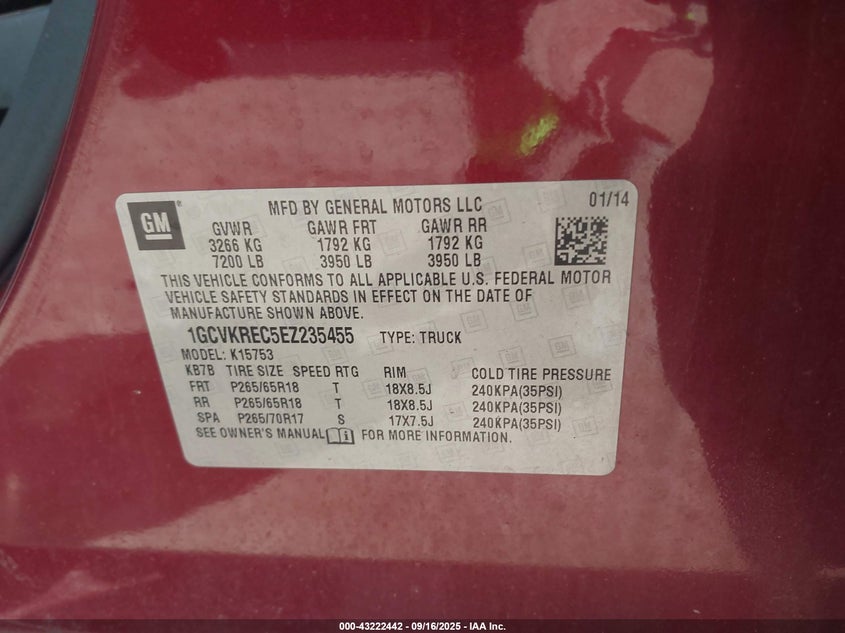 GM
®
MFD BY GENERAL MOTORS LLC 01/14
GVWR GAWR FRT GAWR RR
3266 KG 1792 KG 1792 KG
7200 LB 3950 LB 3950 LB
THIS VEHICLE CONFORMS TO ALL APPLICABLE U.S. FEDERAL MOTOR
VEHICLE SAFETY STANDARDS IN EFFECT ON THE DATE OF
MANUFACTURE SHOWN ABOVE.
1GCVKREC5EZ235455 TYPE: TRUCK
MODEL: K15753
KB7B TIRE SIZE SPEED RTG RIM COLD TIRE PRESSURE
FRT P265/65R18 T 18X8.5J 240KPA(35PSI)
RR P265/65R18 T 18X8.5J 240KPA(35PSI)
SPA P265/70R17 S 17X7.5J 240KPA(35PSI)
SEE OWNER'S MANUAL i FOR MORE INFORMATION.
000-43222442 - 09/16/2025 - IAA Inc.